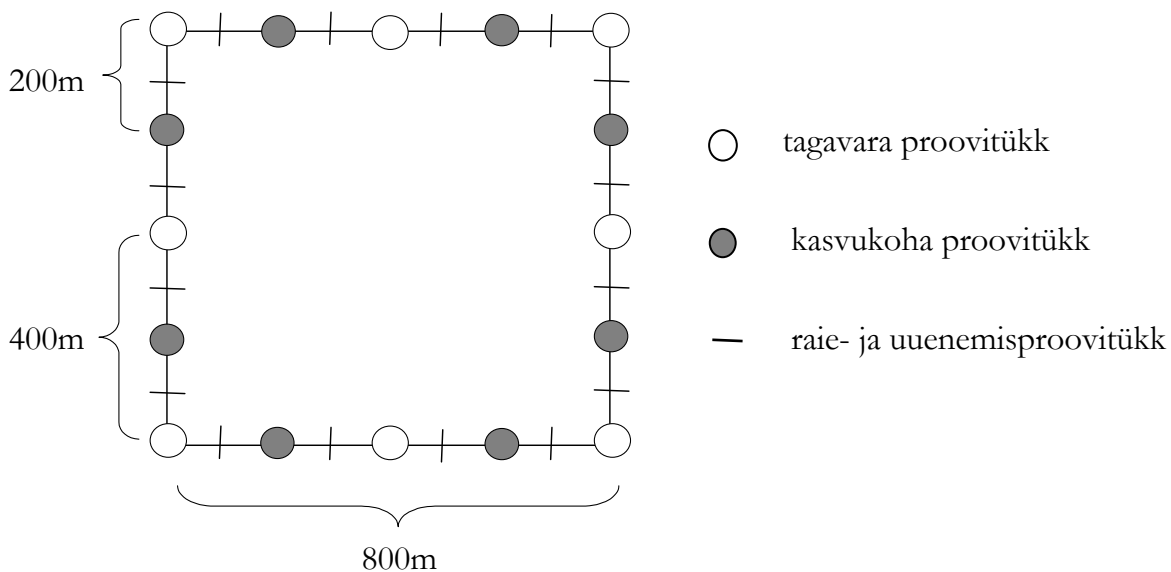 200m
tagavara proovitükk
kasvukoha proovitükk
400m
raie- ja uuenemisproovitükk
800m